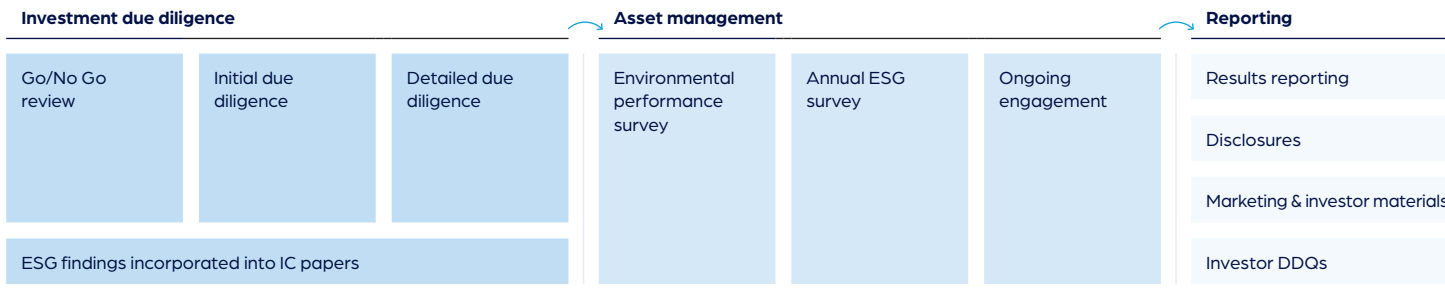 Investment due diligence
Go/No Go
review
Initial due
diligence
Detailed due
diligence
ESG findings incorporated into IC papers
Asset management
Environmental
performance
survey
Annual ESG
survey
Ongoing
engagement
Reporting
Results reporting
Disclosures
Marketing & investor materials
Investor DDQs